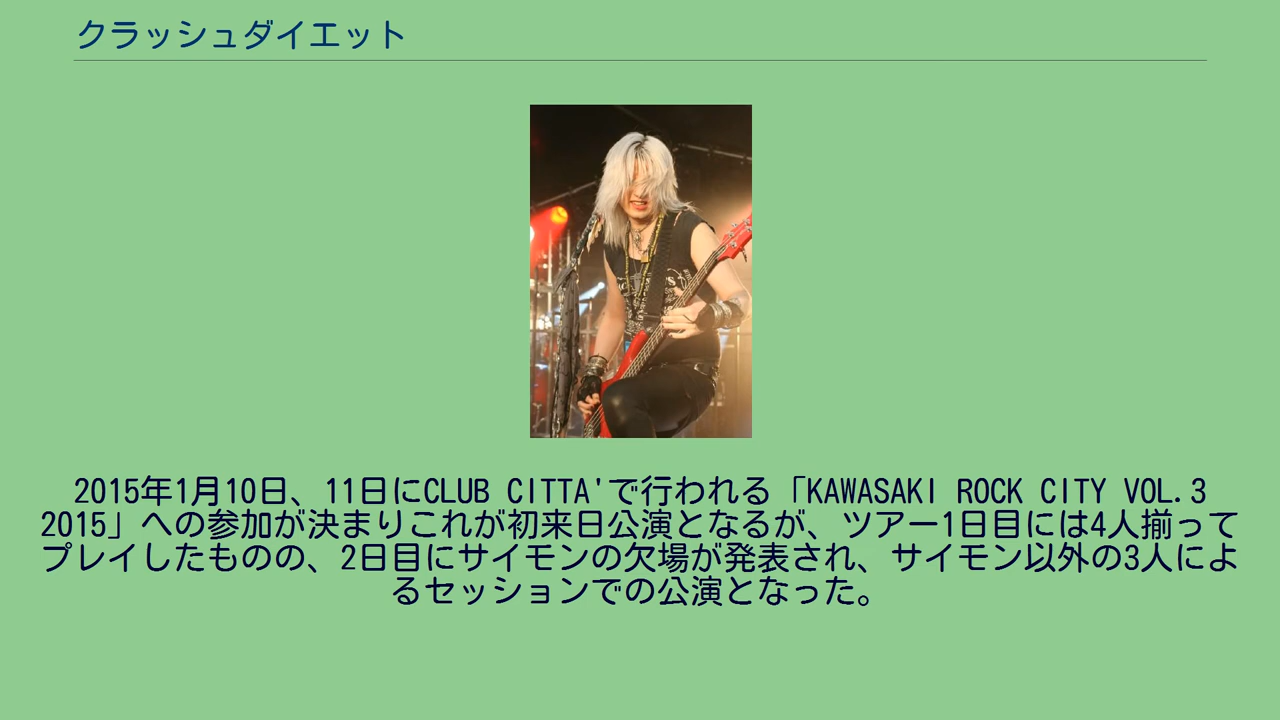 クラッシュダイエット
2015年1月10日、11日にCLUB CITTA'で行われる「KAWASAKI ROCK CITY VOL.3
2015」への参加が決まりこれが初来日公演となるが、ツアー1日目には4人揃って
プレイしたものの、2日目にサイモンの欠場が発表され、サイモン以外の3人によ
るセッションでの公演となった。